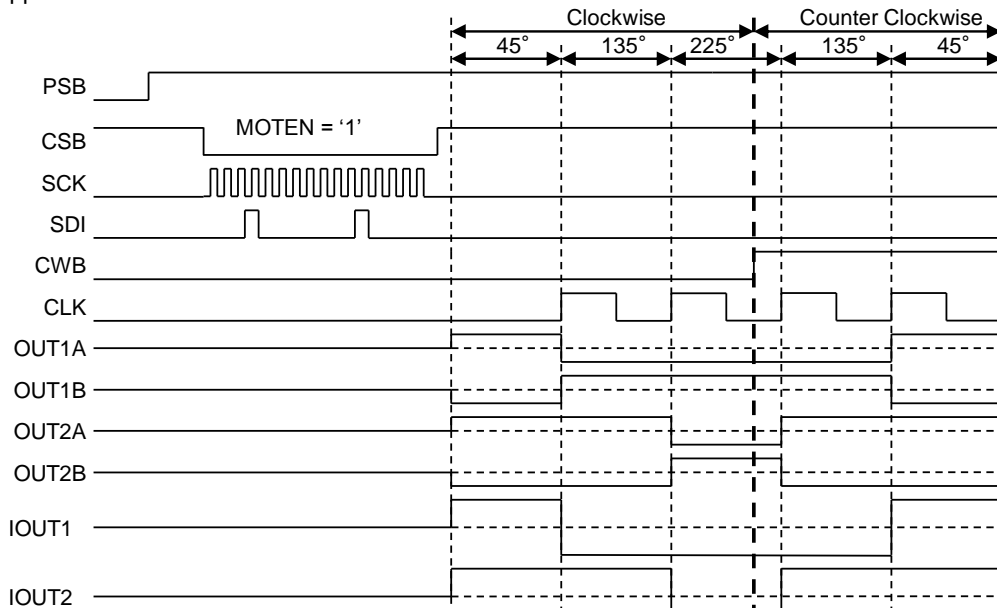 Clockwise Counter Clockwise
45° 135° 225° 135° 45°
PSB
CSB MOTEN = ‘1’
SCK
SDI
CWB
CLK
OUT1A
OUT1B
OUT2A
OUT2B
IOUT1
IOUT2